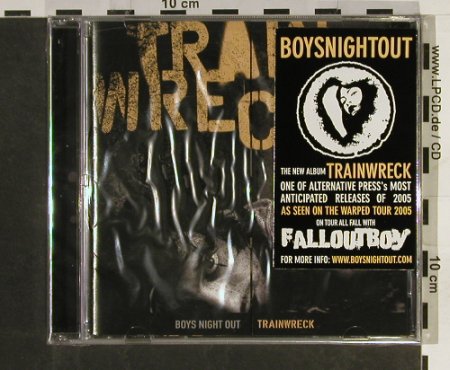 10 cm
TRAIN
WRECK
BOYSNIGHTOUT
THE NEW ALBUM TRAINWRECK
ONE OF ALTERNATIVE PRESS's MOST
ANTICIPATED RELEASES OF 2005
AS SEEN ON THE WARPED TOUR 2005
ON TOUR ALL FALL WITH
FALLOUTBOY
FOR MORE INFO: WWW.BOYSNIGHTOUT.COM
BOYS NIGHT OUT TRAINWRECK
www.LPCD.de / CD
10 cm